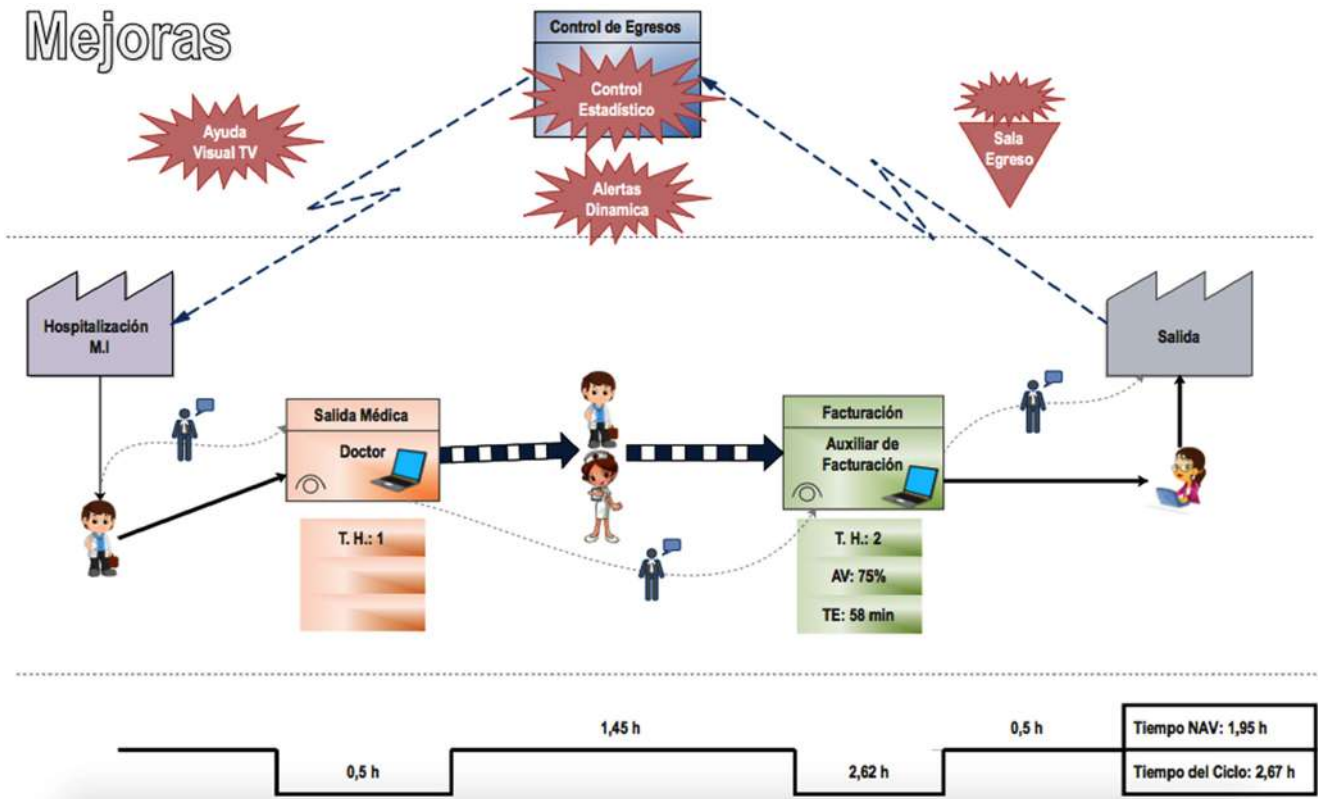 Mejoras
Control de Egresos
Control
Estadístico
Ayuda
Visual TV
Sala
Egreso
Alertas
Dinamica
Hospitalización
M.I
Salida
Salida Médica
Doctor
Facturación
Auxiliar de
Facturación
T. H.: 1
T. H.: 2
AV: 75%
TE: 58 min
1,45 h
0,5 h
Tiempo NAV: 1,95 h
0,5 h
2,62 h
Tiempo del Ciclo: 2,67 h